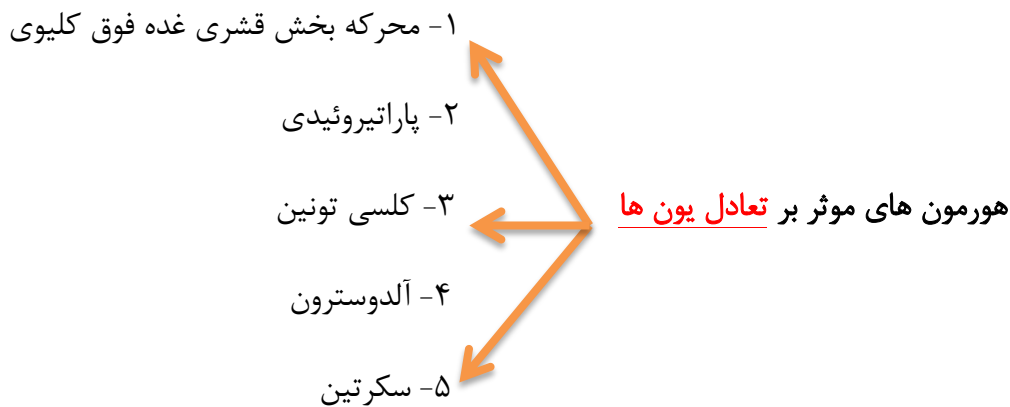 ۱- محرکه بخش قشری غده فوق کلیوی
۲- پاراتیروئیدی
هورمون های موثر بر تعادل یون ها
۳- کلسی تونین
۴- آلدوسترون
۵- سکرتین